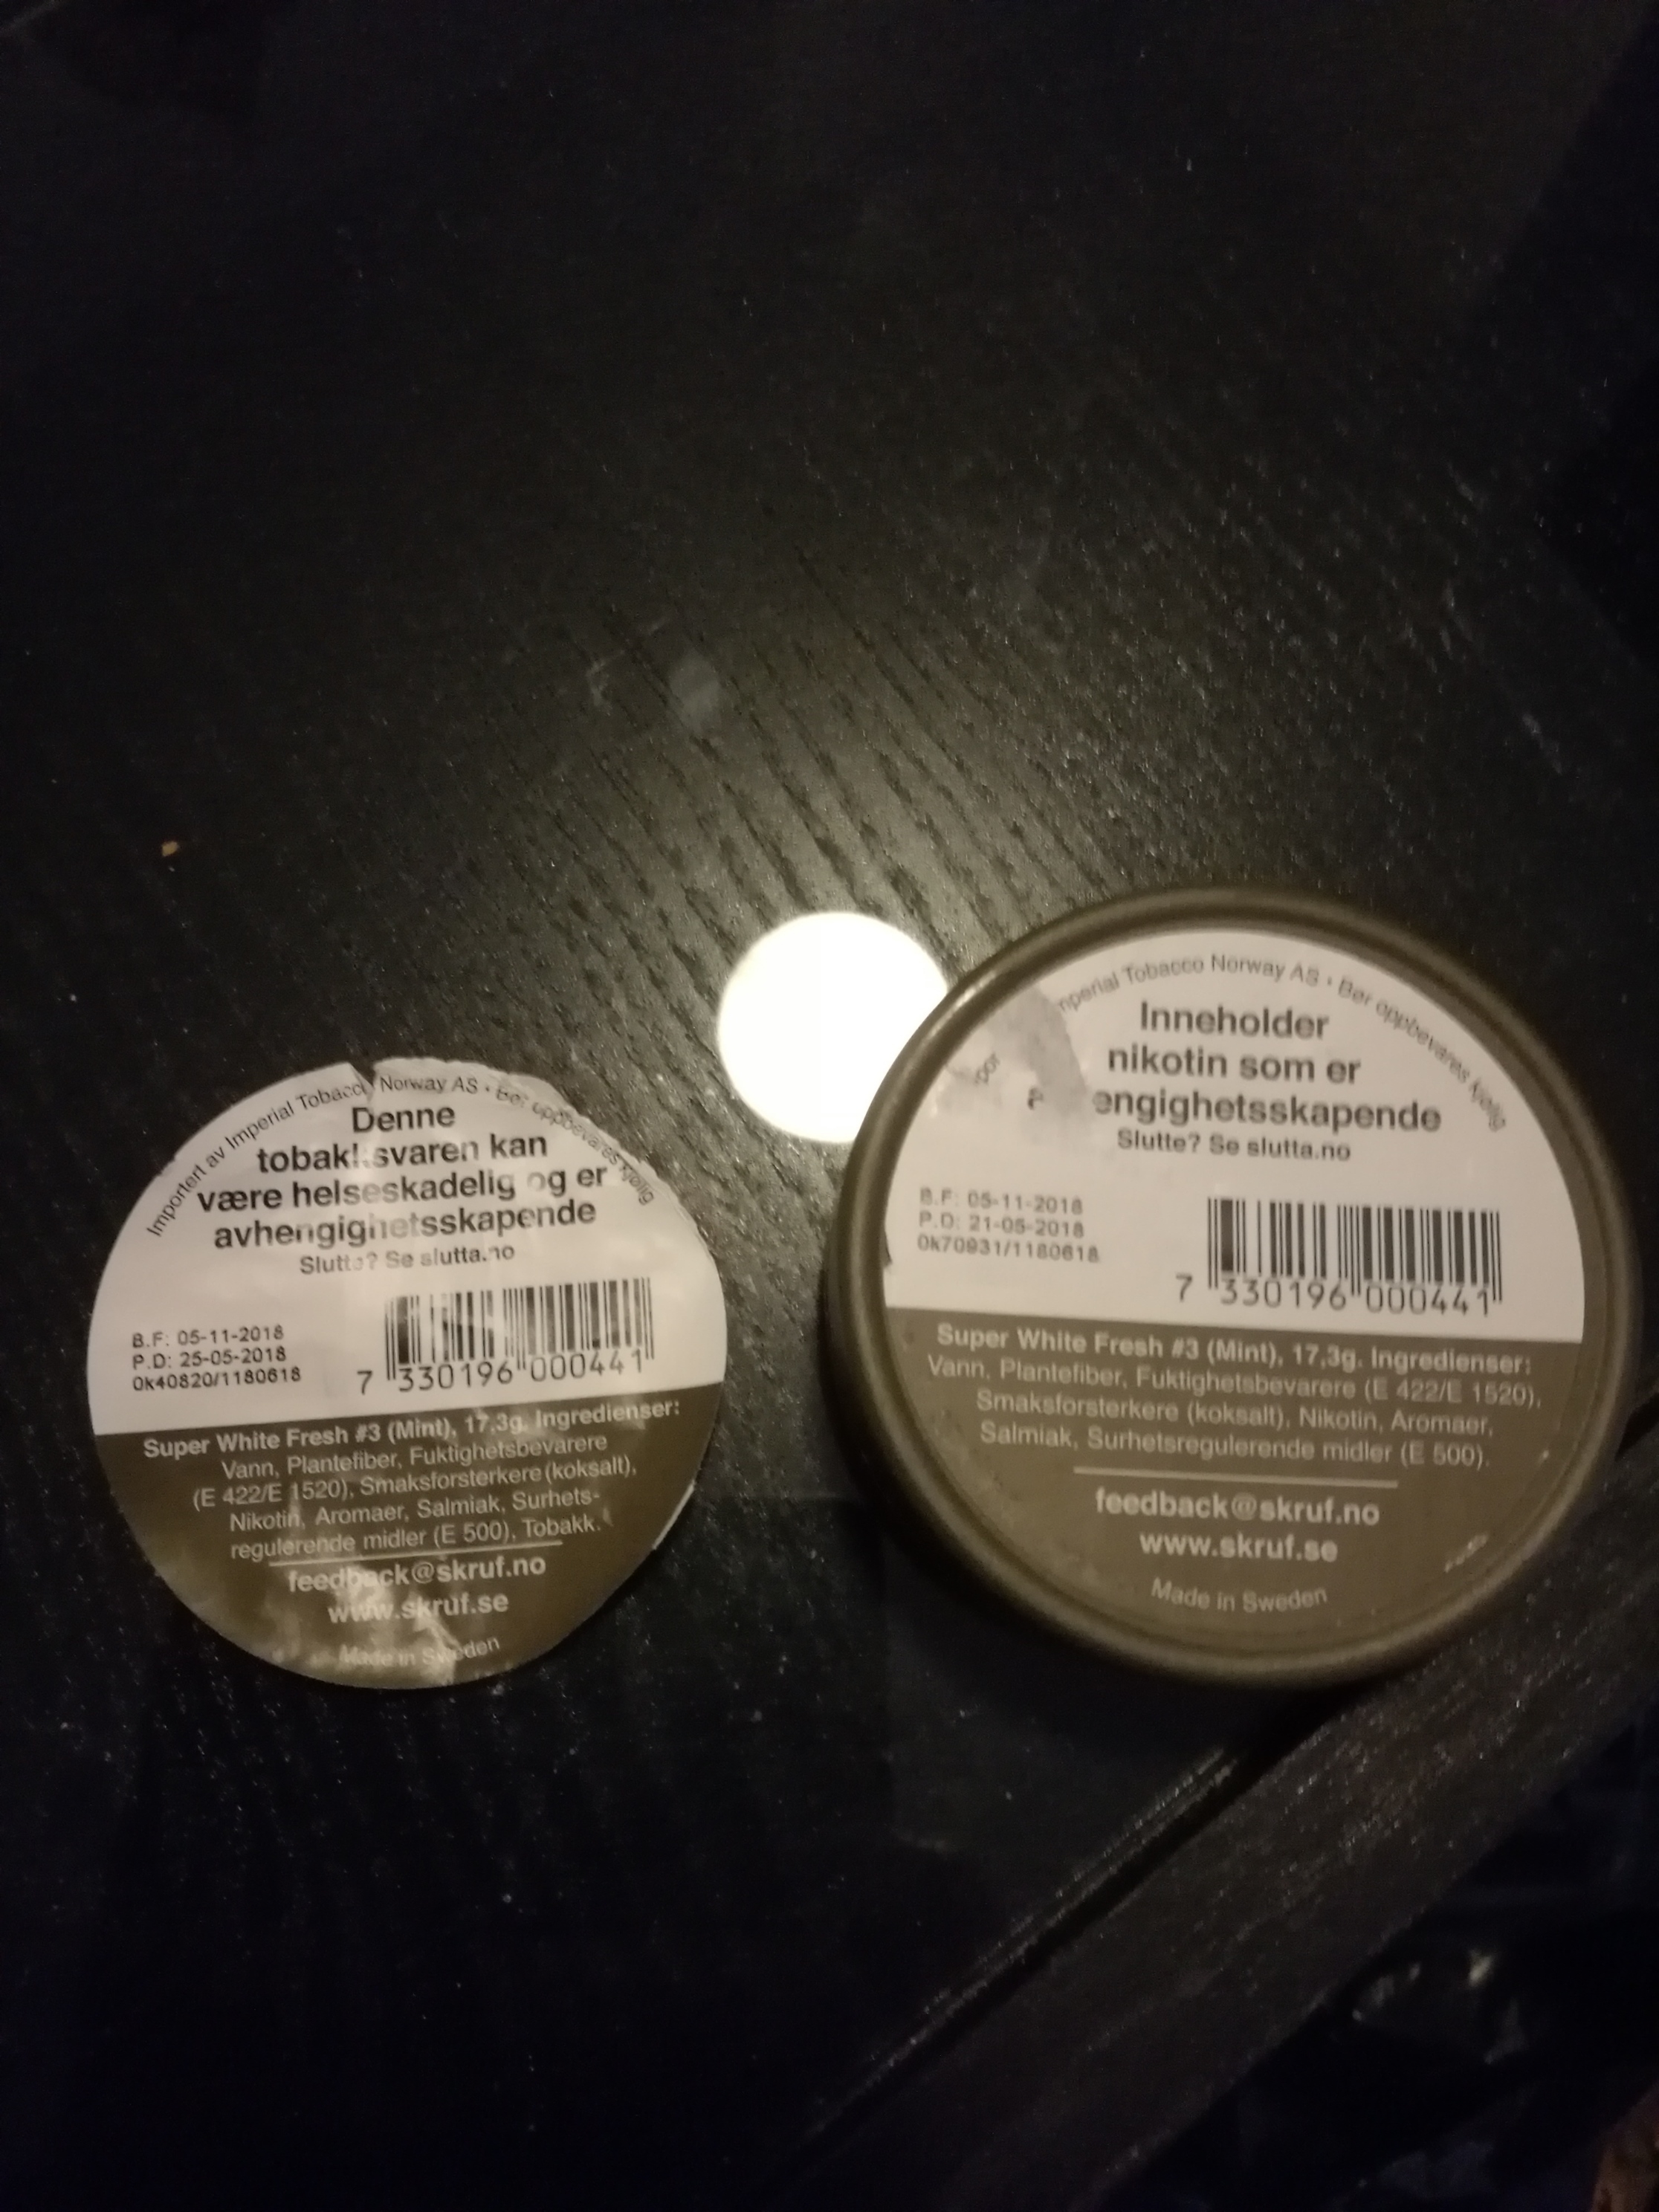 Importert av Imperial Tobacco Norway AS • Bør oppbevares kjølig
Denne
tobakksvaren kan
være helseskadelig og er
avhengighetsskapende
Slutte? Se slutta.no
B.F: 05-11-2018
P.D: 25-05-2018
0k40820/1180618
7 330196 000441
Super White Fresh #3 (Mint), 17,3g. Ingredienser:
Vann, Plantefiber, Fuktighetsbevarere
(E 422/E 1520), Smaksforsterkere (koksalt),
Nikotin, Aromaer, Salmiak, Surhets-
regulerende midler (E 500), Tobakk.
feedback@skruf.no
www.skruf.se
Made in Sweden
mperial Tobacco Norway AS • Bør oppbevares kjølig
Inneholder
nikotin som er
a engighetsskapende
Slutte? Se slutta.no
B.F: 05-11-2018
P.D: 21-05-2018
0k70931/1180618
7 330196 000441
Super White Fresh #3 (Mint), 17,3g. Ingredienser:
Vann, Plantefiber, Fuktighetsbevarere (E 422/E 1520),
Smaksforsterkere (koksalt), Nikotin, Aromaer,
Salmiak, Surhetsregulerende midler (E 500).
feedback@skruf.no
www.skruf.se
Made in Sweden